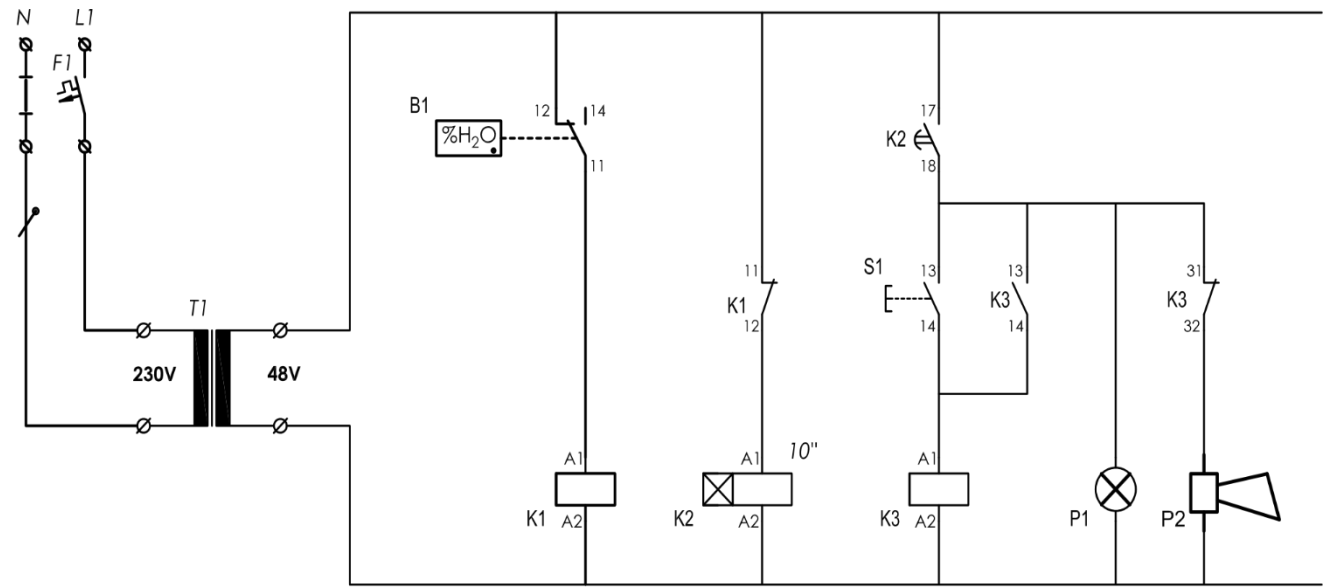 N L1
F1
T1
230V 48V
B1
%H₂O
12 14
11
A1
K1 A2
11
K1
12
A1 10"
K2 A2
17
K2
18
S1 13
14
13
K3
14
A1
K3 A2
P1
31
K3
32
P2